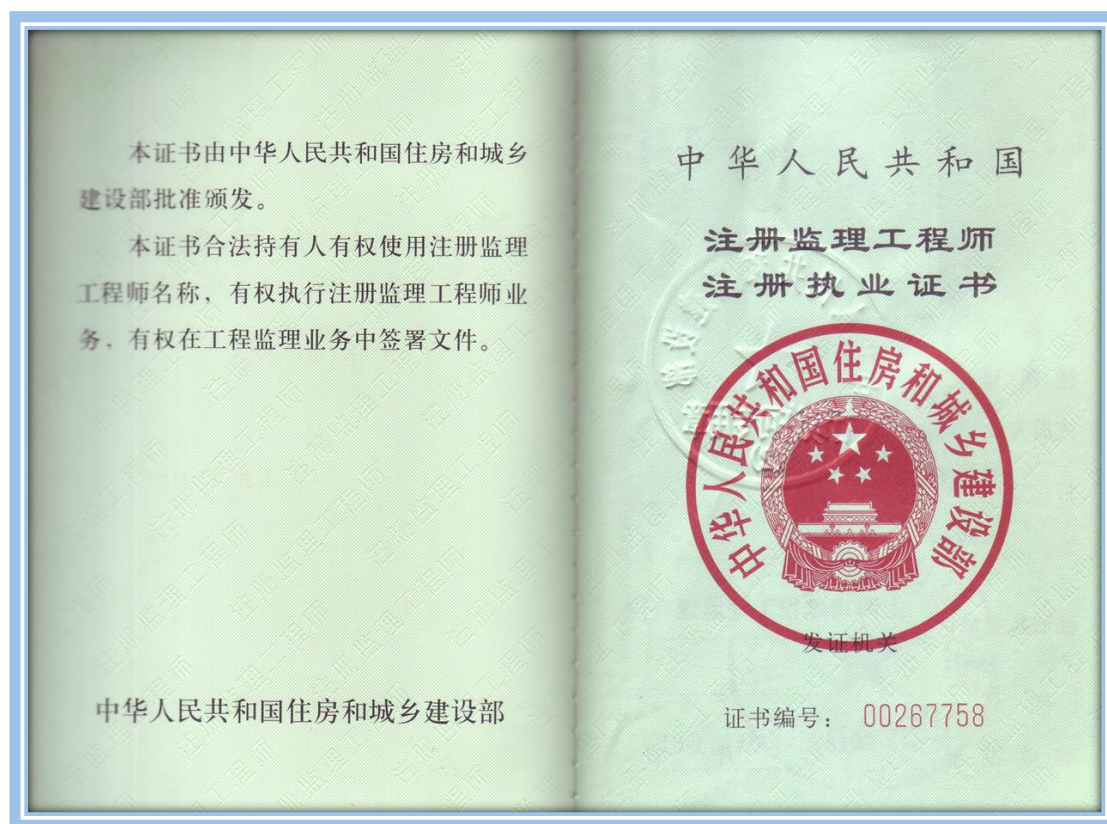 本证书由中华人民共和国住房和城乡
建设部批准颁发。
本证书合法持有人有权使用注册监理
工程师名称，有权执行注册监理工程师业
务，有权在工程监理业务中签署文件。
中华人民共和国住房和城乡建设部
中华人民共和国
注册监理工程师
注册执业证书
中华人民共和国住房和城乡建设部
发证机关
证书编号： 00267758